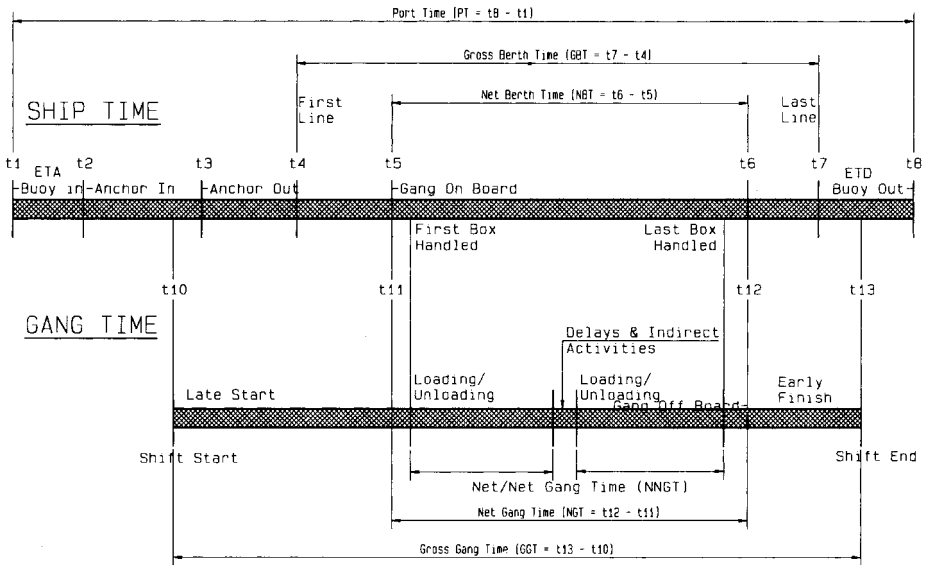 Port Time (PT = t8 - t1)
Gross Berth Time (GBT = t7 - t4)
Net Berth Time (NBT = t6 - t5)
SHIP TIME
First
Line
Last
Line
t1 t2 t3 t4 t5 t6 t7 t8
ETA
ETD
Buoy in
Anchor In
Anchor Out
Gang On Board
Buoy Out
First Box
Handled
Last Box
Handled
t10 t11 t12 t13
GANG TIME
Delays & Indirect
Activities
Late Start
Loading/
Unloading
Loading/
Unloading
Gang Off Board
Early
Finish
Shift Start
Shift End
Net/Net Gang Time (NNGT)
Net Gang Time (NGT = t12 - t11)
Gross Gang Time (GGT = t13 - t10)